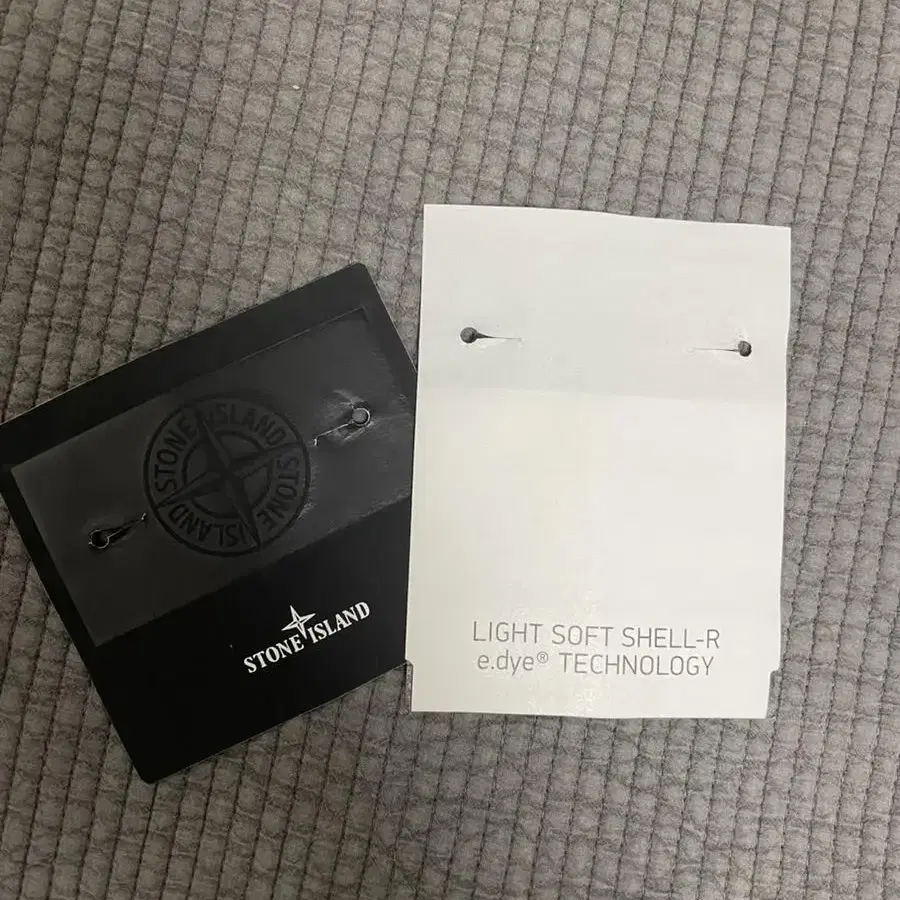 STONE ISLAND STONE ISLAND
STONE ISLAND
LIGHT SOFT SHELL-R
e.dye® TECHNOLOGY